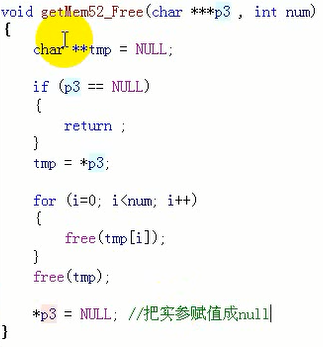 void getMem52_Free(char ***p3 , int num)
{
char **tmp = NULL;
if (p3 == NULL)
{
return ;
}
tmp = *p3;
for (i=0; i<num; i++)
{
free(tmp[i]);
}
free(tmp);
*p3 = NULL; //把实参赋值成null
}